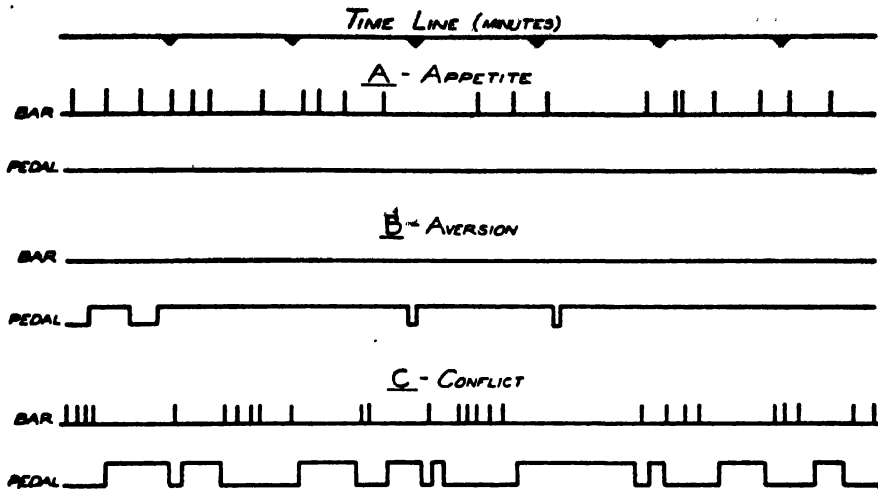 TIME LINE (MINUTES)
A - APPETITE
BAR
PEDAL
B - AVERSION
BAR
PEDAL
C - CONFLICT
BAR
PEDAL